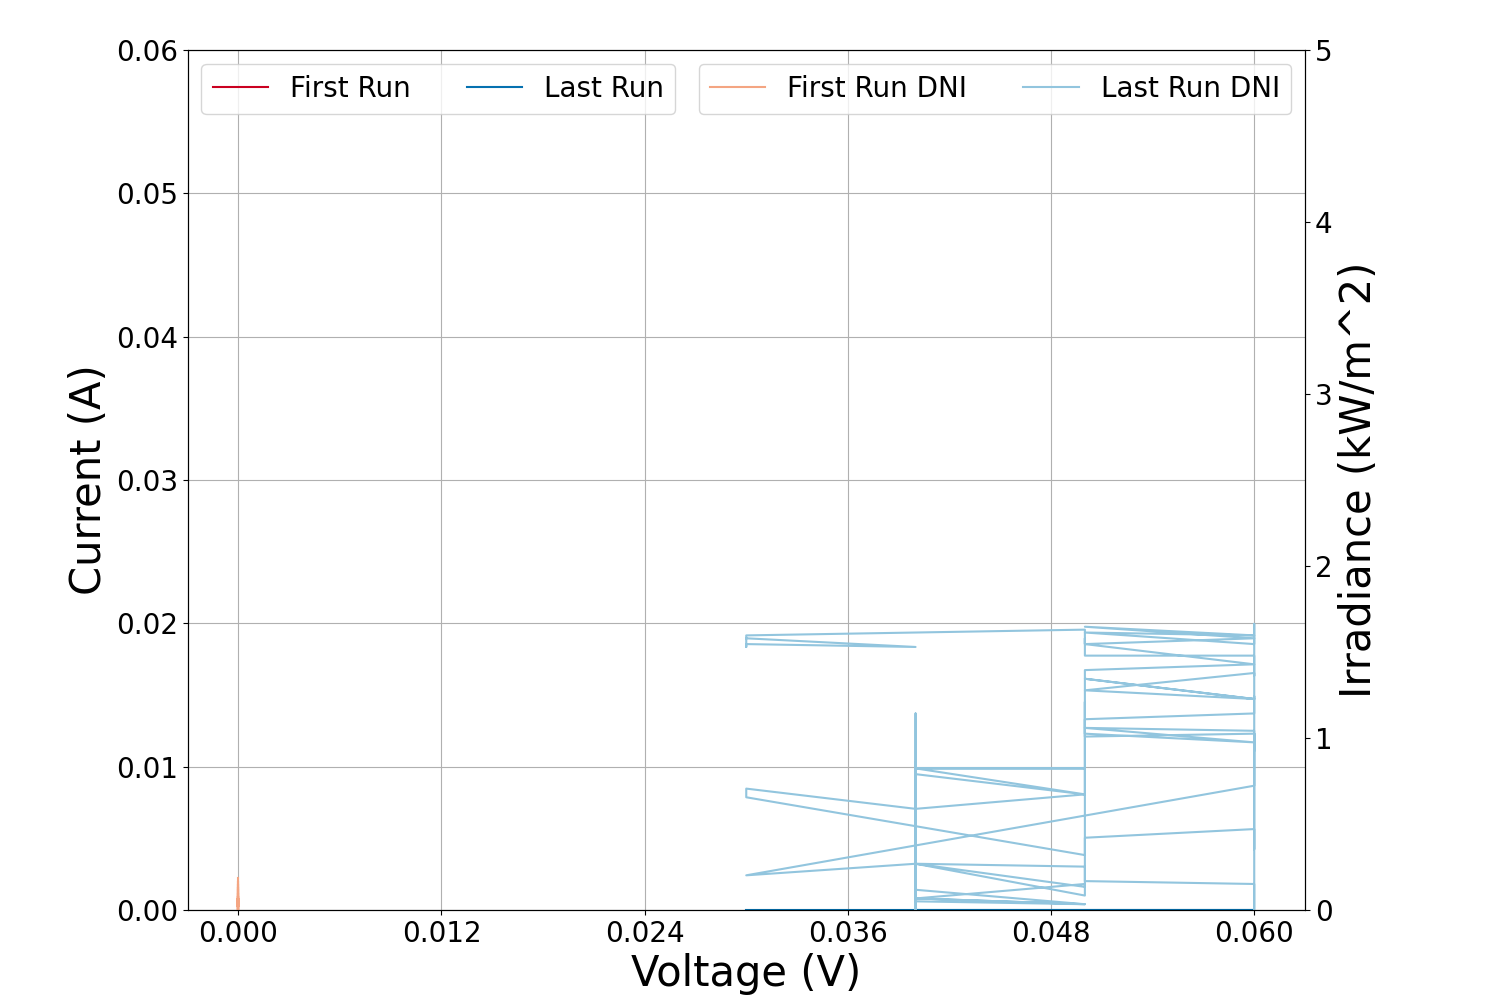 First Run
Last Run
First Run DNI
Last Run DNI
0.06
0.05
0.04
0.03
0.02
0.01
0.00
Current (A)
5
4
3
2
1
0
Irradiance (kW/m^2)
0.000 0.012 0.024 0.036 0.048 0.060
Voltage (V)